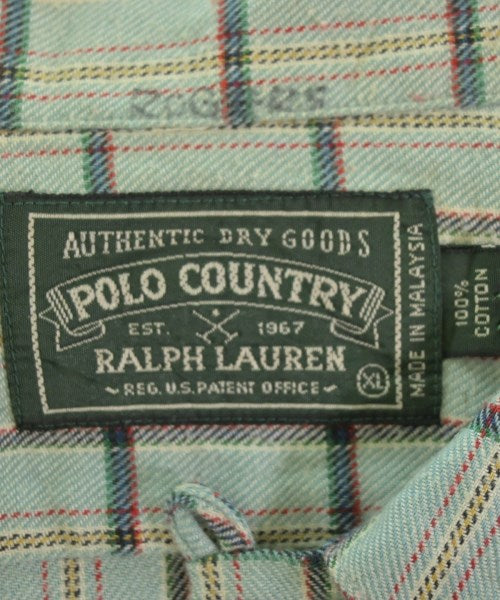 AUTHENTIC DRY GOODS
POLO COUNTRY
EST. 1967
RALPH LAUREN
~ REG. U.S. PATENT OFFICE ~
XL
MADE IN MALAYSIA
100%
COTTON